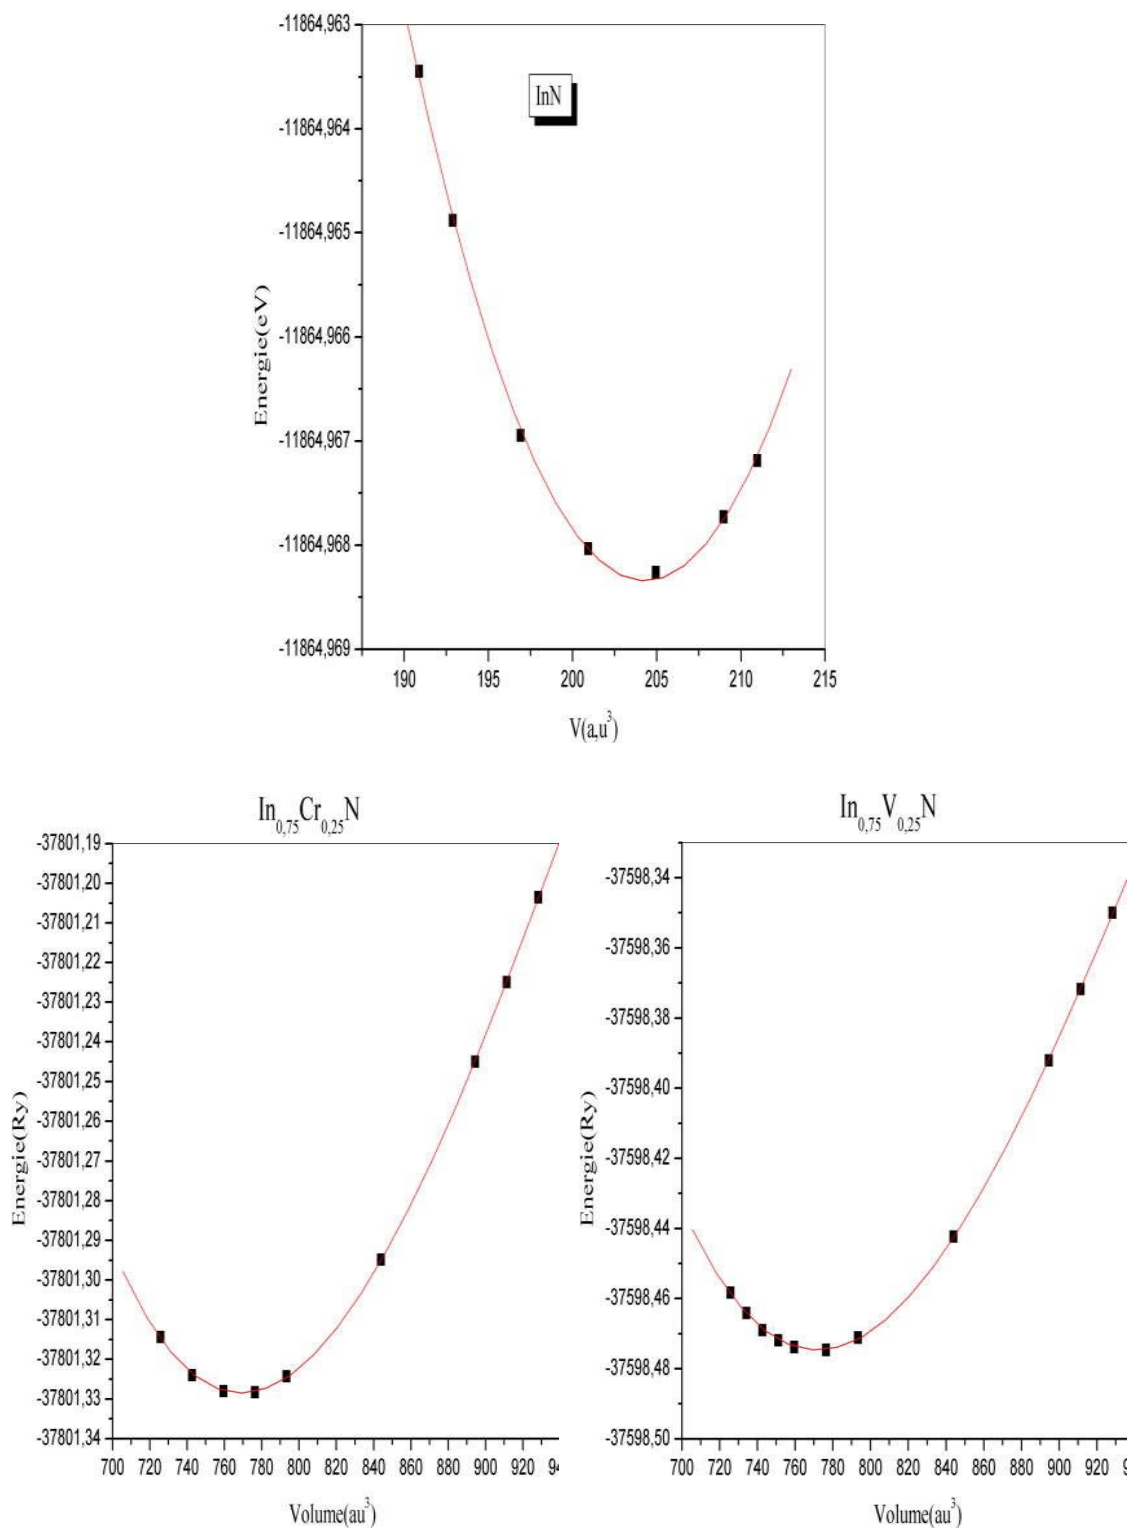 -11864,963
InN
-11864,964
-11864,965
-11864,966
-11864,967
-11864,968
-11864,969
Energie(eV)
190 195 200 205 210 215
V(a,u³)
In0,75Cr0,25N
-37801,19
-37801,20
-37801,21
-37801,22
-37801,23
-37801,24
-37801,25
-37801,26
-37801,27
-37801,28
-37801,29
-37801,30
-37801,31
-37801,32
-37801,33
-37801,34
Energie(Ry)
700 720 740 760 780 800 820 840 860 880 900 920 94
Volume(au³)
In0,75V0,25N
-37598,34
-37598,36
-37598,38
-37598,40
-37598,42
-37598,44
-37598,46
-37598,48
-37598,50
Energie(Ry)
700 720 740 760 780 800 820 840 860 880 900 920 9
Volume(au³)